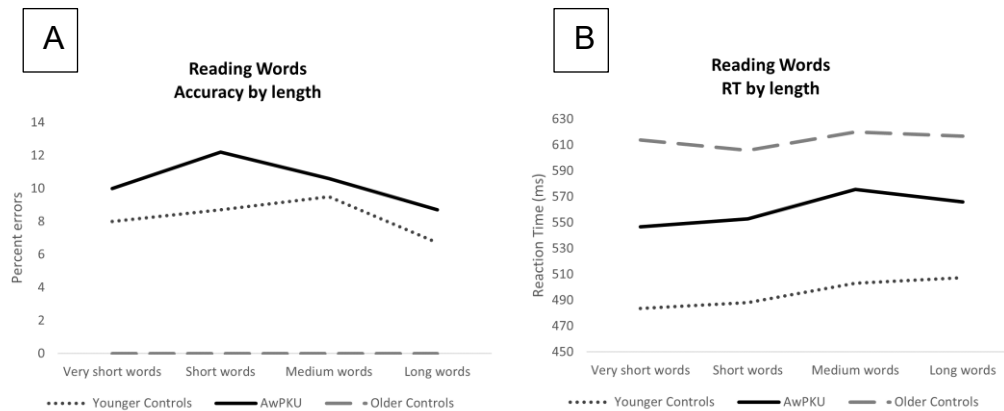 A
Reading Words
Accuracy by length
Percent errors
14
12
10
8
6
4
2
0
Very short words Short words Medium words Long words
Younger Controls AwPKU Older Controls
B
Reading Words
RT by length
Reaction Time (ms)
630
610
590
570
550
530
510
490
470
450
Very short words Short words Medium words Long words
Younger Controls AwPKU Older Controls